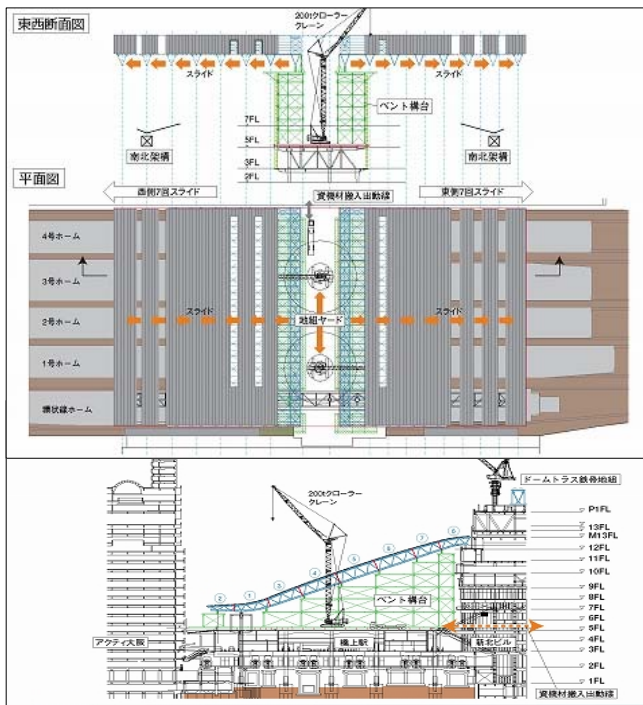 東西断面図
200tクローラー
クレーン
スライド
スライド
ベント構台
7FL
5FL
3FL
2FL
南北架構
南北架構
平面図
西側7回スライド
資機材搬入出動線
東側7回スライド
4号ホーム
3号ホーム
2号ホーム
1号ホーム
環状線ホーム
スライド
地組ヤード
スライド
200tクローラー
クレーン
ドームトラス鉄骨地組
P1FL
13FL
M13FL
12FL
11FL
10FL
9FL
8FL
7FL
6FL
5FL
4FL
3FL
2FL
1FL
2
1
3
4
5
6
7
ベント構台
アクティ大阪
橋上駅
新北ビル
資機材搬入出動線